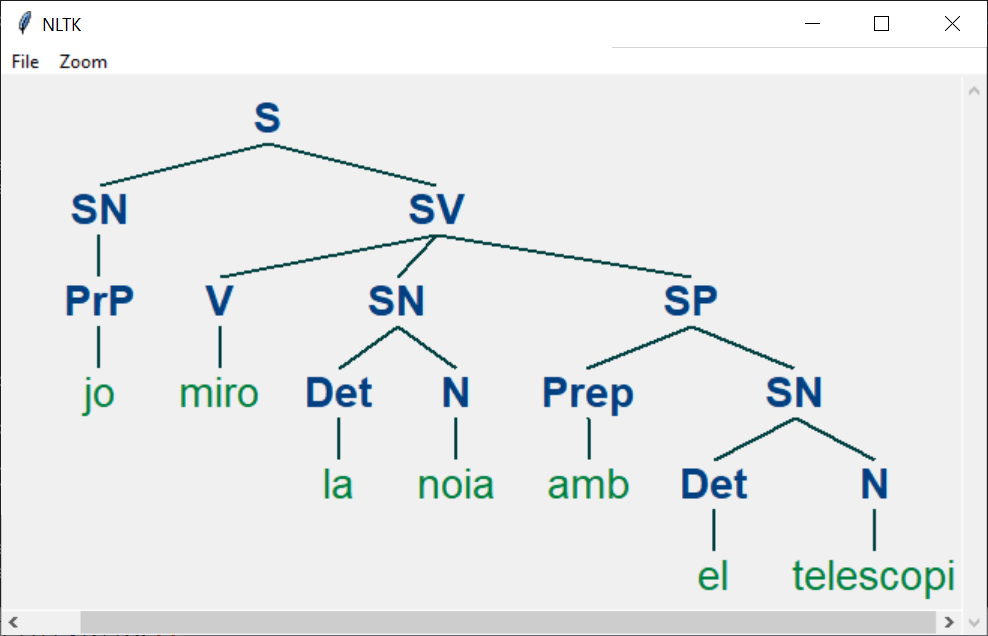 NLTK
File Zoom
S
SN SV
PrP V SN SP
jo miro Det N Prep SN
la noia amb Det N
el telescopi